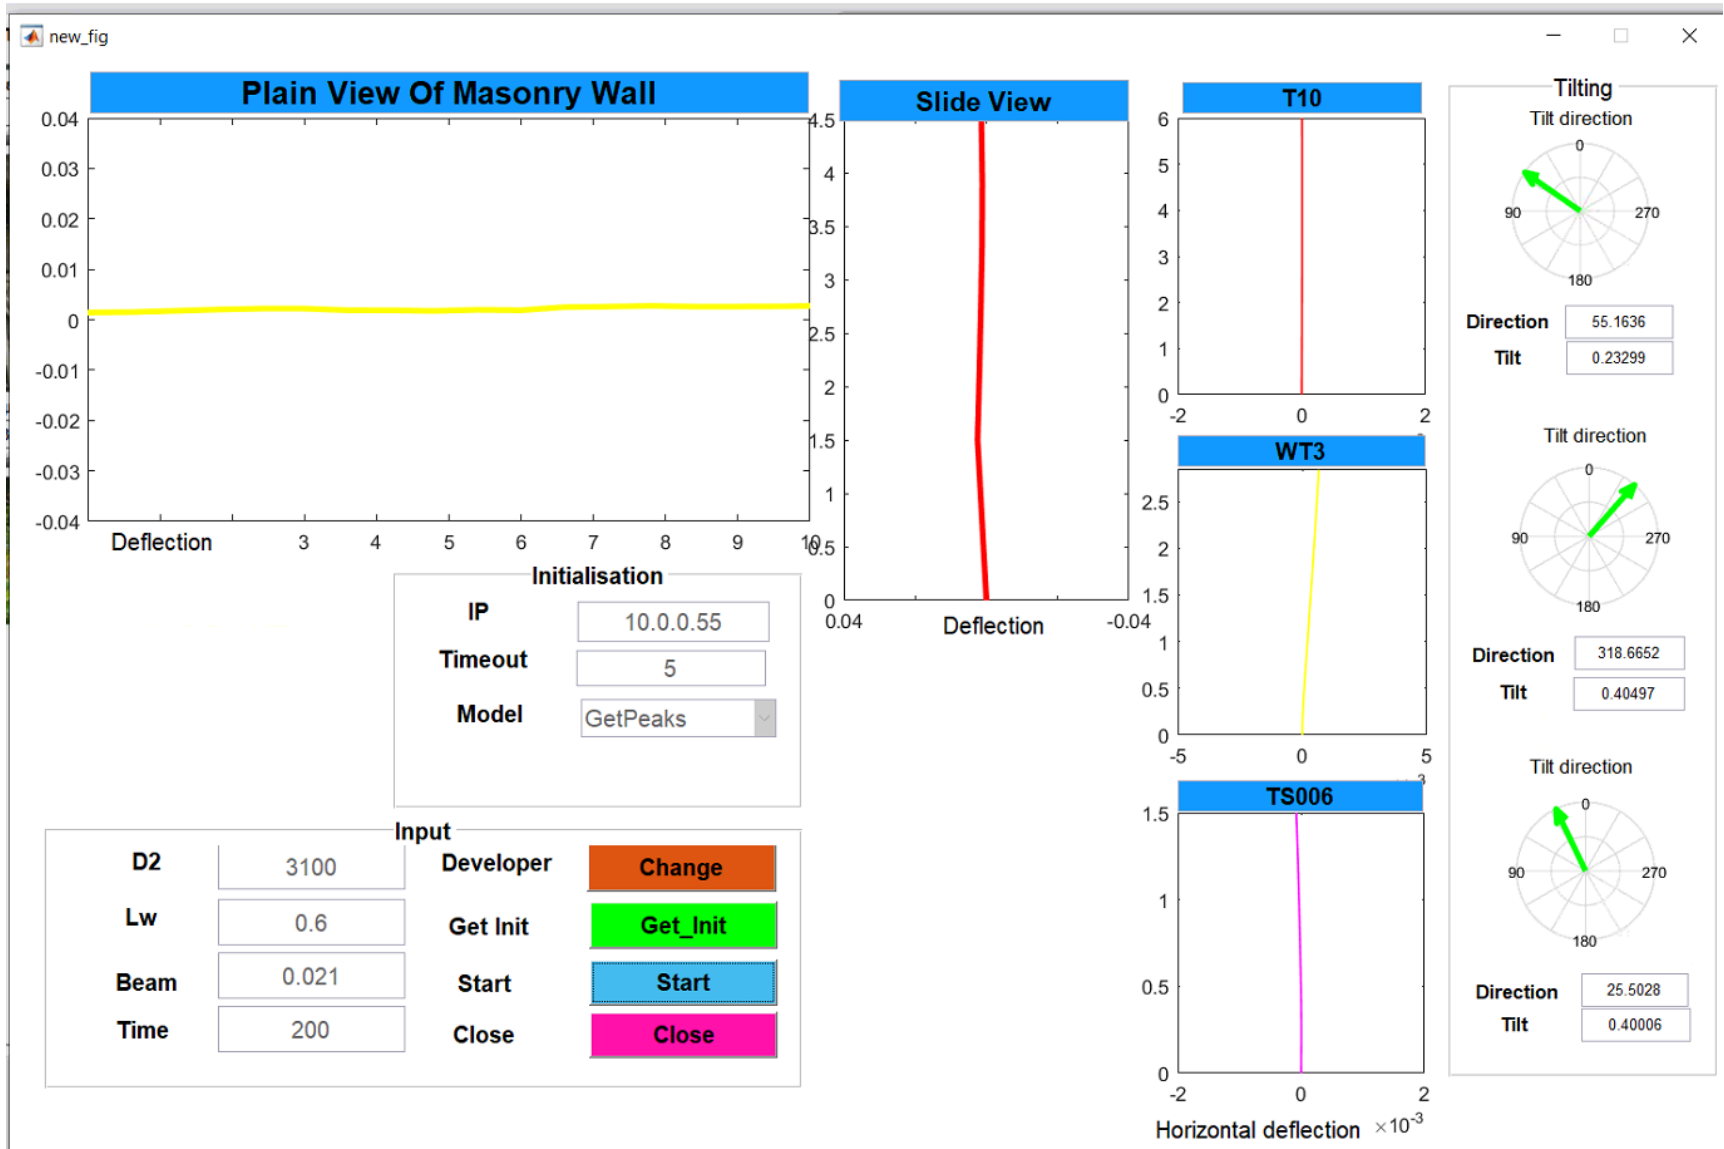 new_fig
Plain View Of Masonry Wall
0.04
0.03
0.02
0.01
0
-0.01
-0.02
-0.03
-0.04
Deflection
3 4 5 6 7 8 9 10
Slide View
4.5
4
3.5
3
2.5
2
1.5
1
0.5
0
0.04 Deflection -0.04
Initialisation
IP 10.0.0.55
Timeout 5
Model GetPeaks
Input
D2 3100 Developer Change
Lw 0.6 Get Init Get_Init
Beam 0.021 Start Start
Time 200 Close Close
T10
6
5
4
3
2
1
0
-2 0 2
WT3
2.5
2
1.5
1
0.5
0
-5 0 5
TS006
1.5
1
0.5
0
-2 0 2
Horizontal deflection ×10⁻³
Tilting
Tilt direction
0
90 270
180
Direction 55.1636
Tilt 0.23299
Tilt direction
0
90 270
180
Direction 318.6652
Tilt 0.40497
Tilt direction
0
90 270
180
Direction 25.5028
Tilt 0.40006